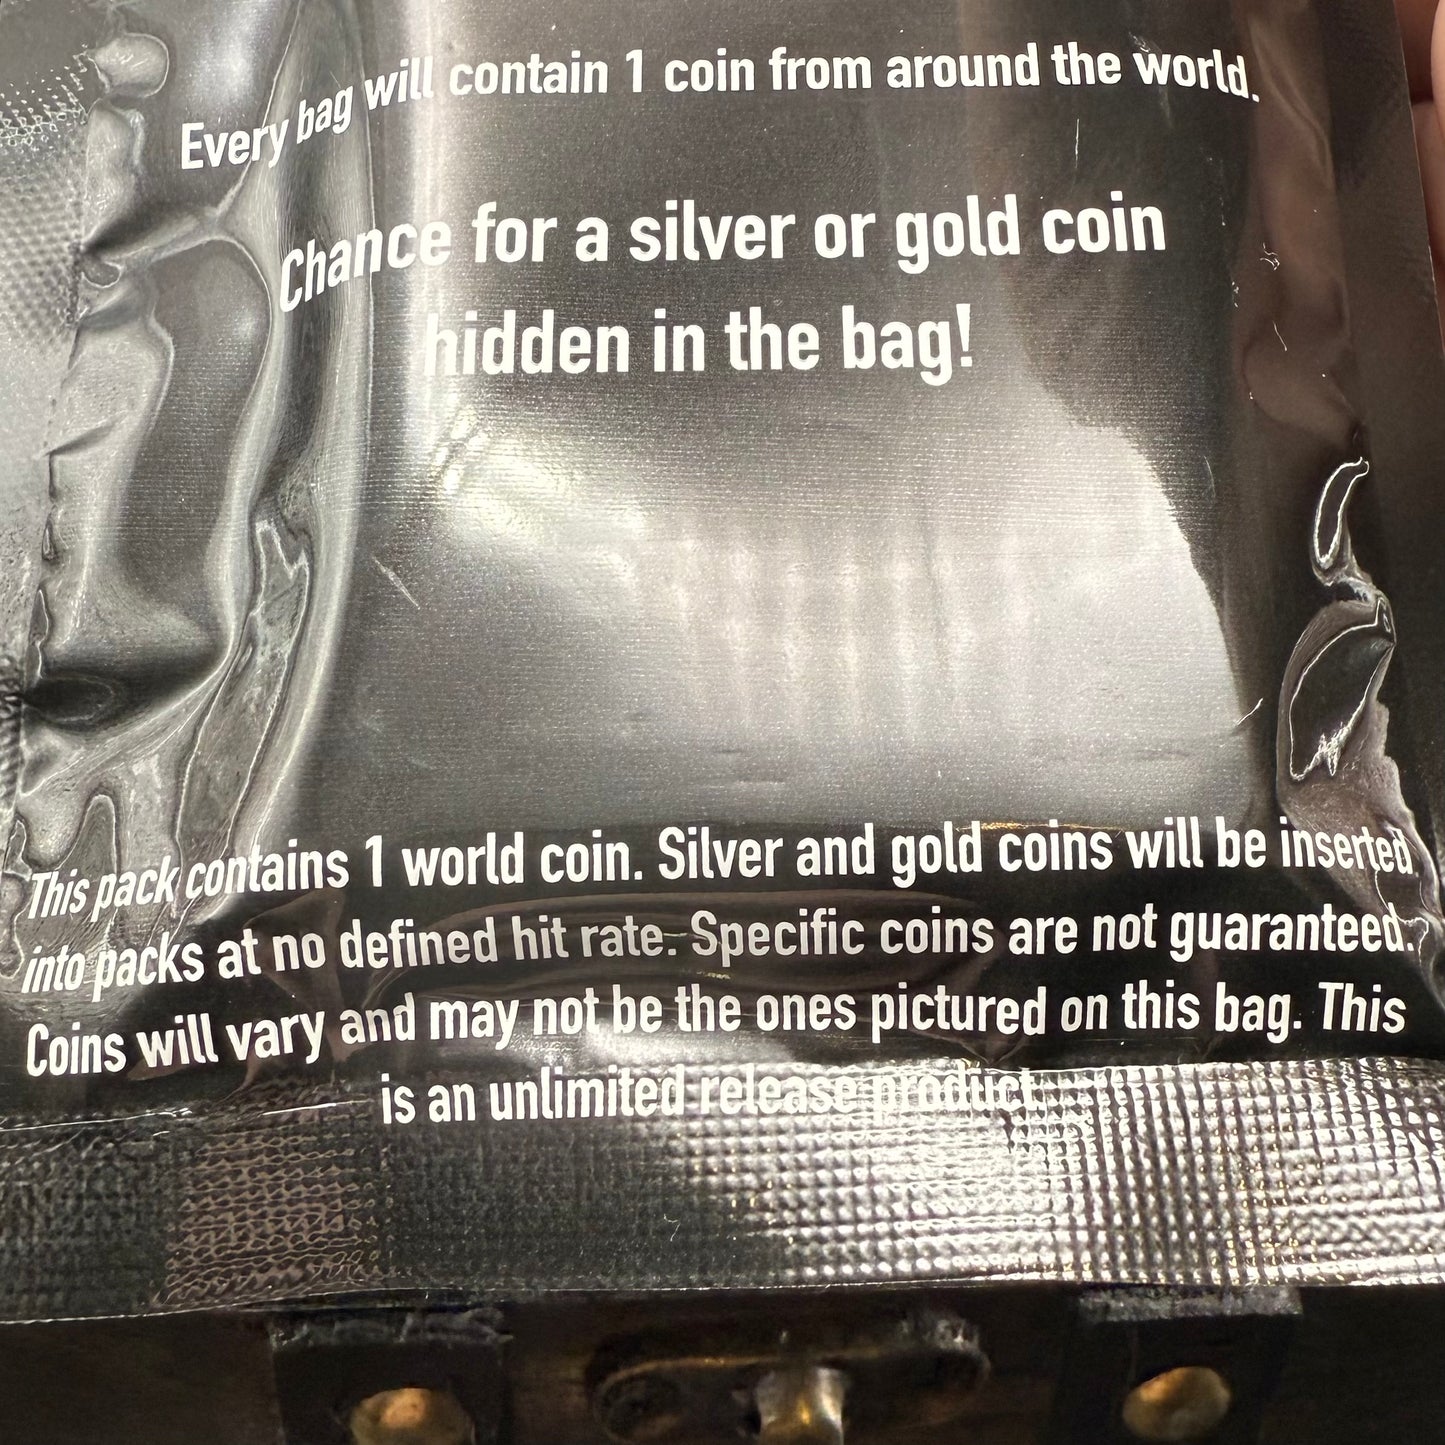 Every bag will contain 1 coin from around the world.
Chance for a silver or gold coin
hidden in the bag!
This pack contains 1 world coin. Silver and gold coins will be inserted
into packs at no defined hit rate. Specific coins are not guaranteed.
Coins will vary and may not be the ones pictured on this bag. This
is an unlimited release product.